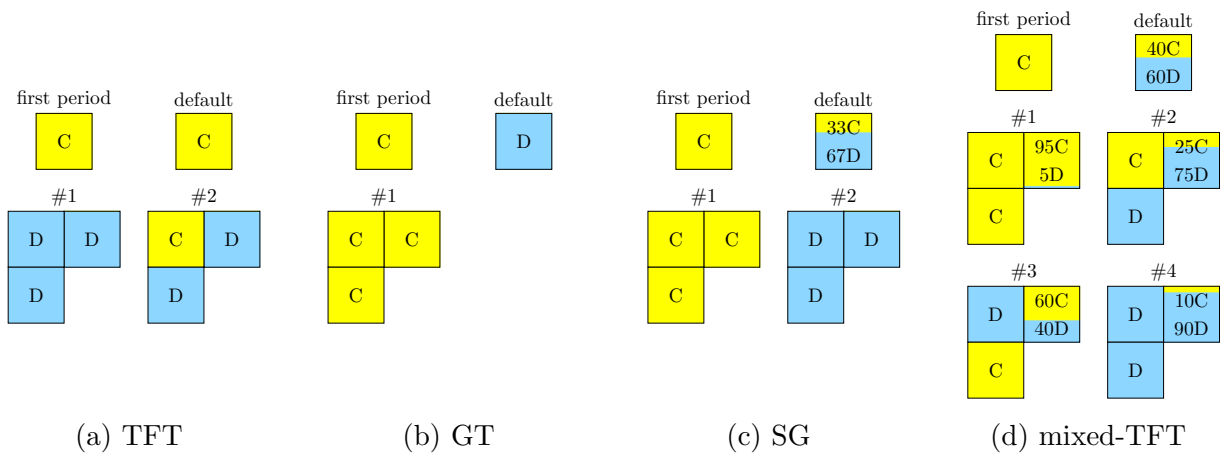 first period default
C C
#1 #2
D D C D
D D
(a) TFT
first period default
C D
#1
C C
C
(b) GT
first period default
C 33C
67D
#1 #2
C C D D
C D
(c) SG
first period default
C 40C
60D
#1 #2
C 95C C 25C
5D 75D
C D
#3 #4
D 60C D 10C
40D 90D
C D
(d) mixed-TFT